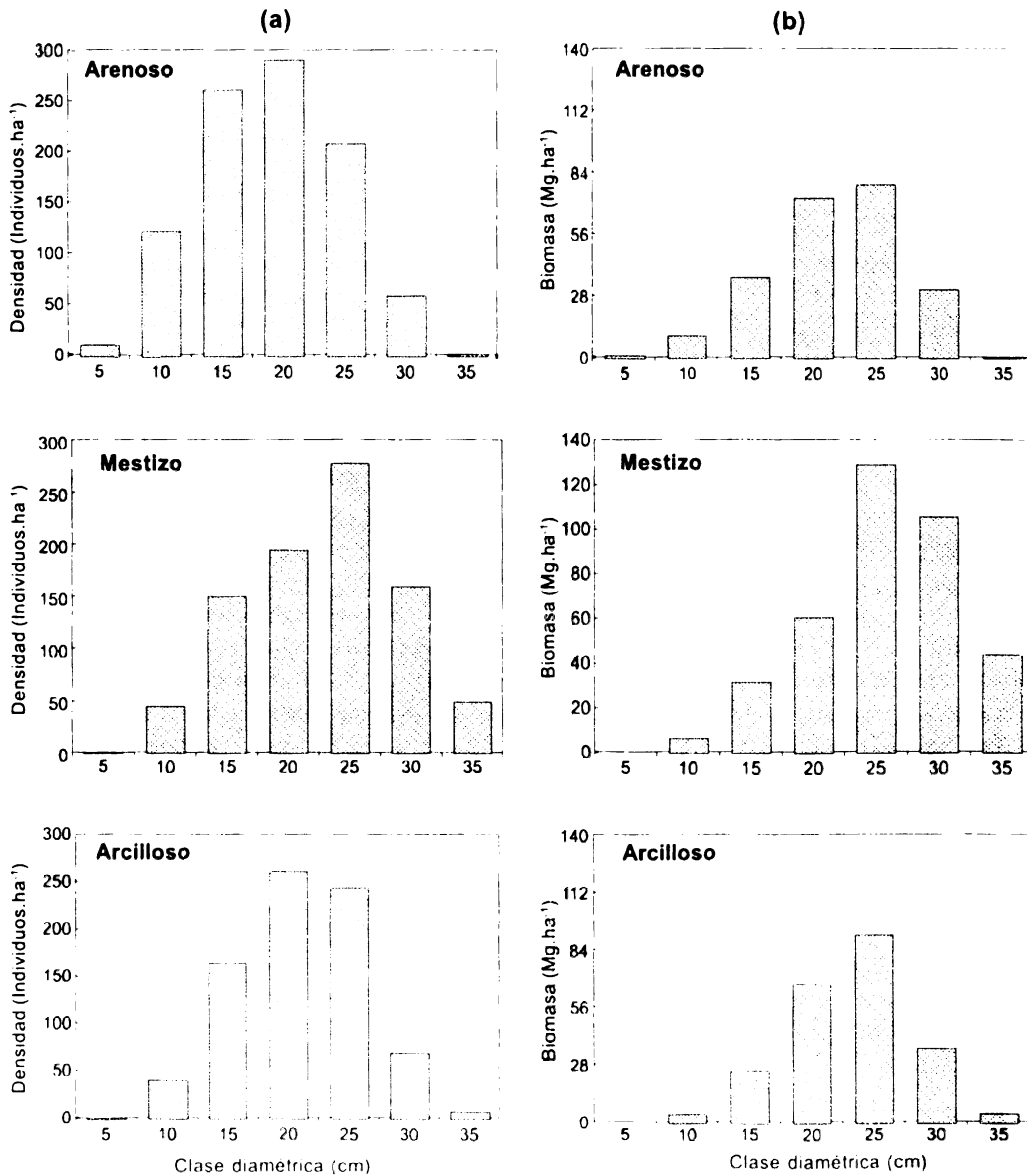 (a)
(b)
Arenoso
Densidad (Individuos.ha⁻¹)
300
250
200
150
100
50
0
5 10 15 20 25 30 35
Arenoso
Biomasa (Mg.ha⁻¹)
140
112
84
56
28
0
5 10 15 20 25 30 35
Mestizo
Densidad (Individuos.ha⁻¹)
300
250
200
150
100
50
0
5 10 15 20 25 30 35
Mestizo
Biomasa (Mg.ha⁻¹)
140
120
100
80
60
40
20
0
5 10 15 20 25 30 35
Arcilloso
Densidad (Individuos.ha⁻¹)
300
250
200
150
100
50
0
5 10 15 20 25 30 35
Clase diamétrica (cm)
Arcilloso
Biomasa (Mg.ha⁻¹)
140
112
84
56
28
0
5 10 15 20 25 30 35
Clase diamétrica (cm)